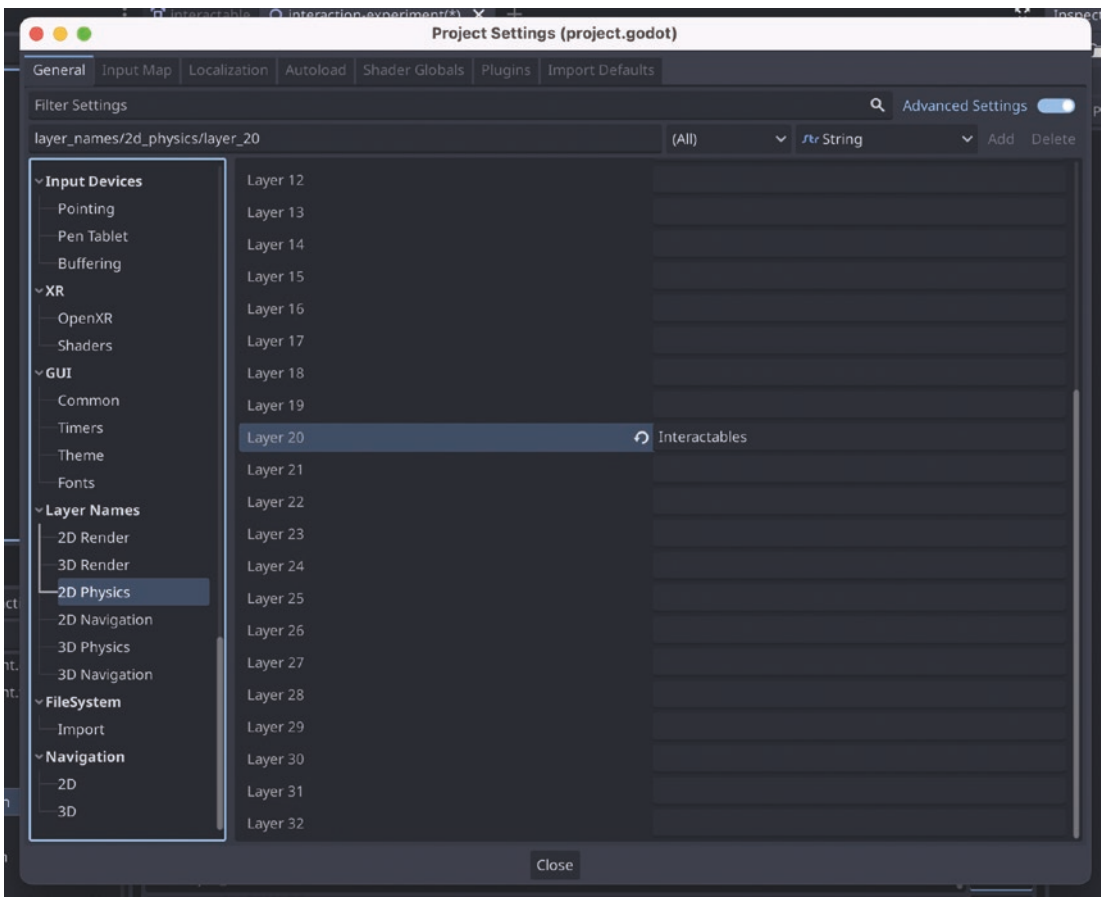 interactable interaction-experiment(*)
Project Settings (project.godot)
General Input Map Localization Autoload Shader Globals Plugins Import Defaults
Filter Settings Advanced Settings
layer_names/2d_physics/layer_20 (All) String Add Delete
Input Devices
Pointing
Pen Tablet
Buffering
XR
OpenXR
Shaders
GUI
Common
Timers
Theme
Fonts
Layer Names
2D Render
3D Render
2D Physics
2D Navigation
3D Physics
3D Navigation
FileSystem
Import
Navigation
2D
3D
Layer 12
Layer 13
Layer 14
Layer 15
Layer 16
Layer 17
Layer 18
Layer 19
Layer 20 Interactables
Layer 21
Layer 22
Layer 23
Layer 24
Layer 25
Layer 26
Layer 27
Layer 28
Layer 29
Layer 30
Layer 31
Layer 32
Close